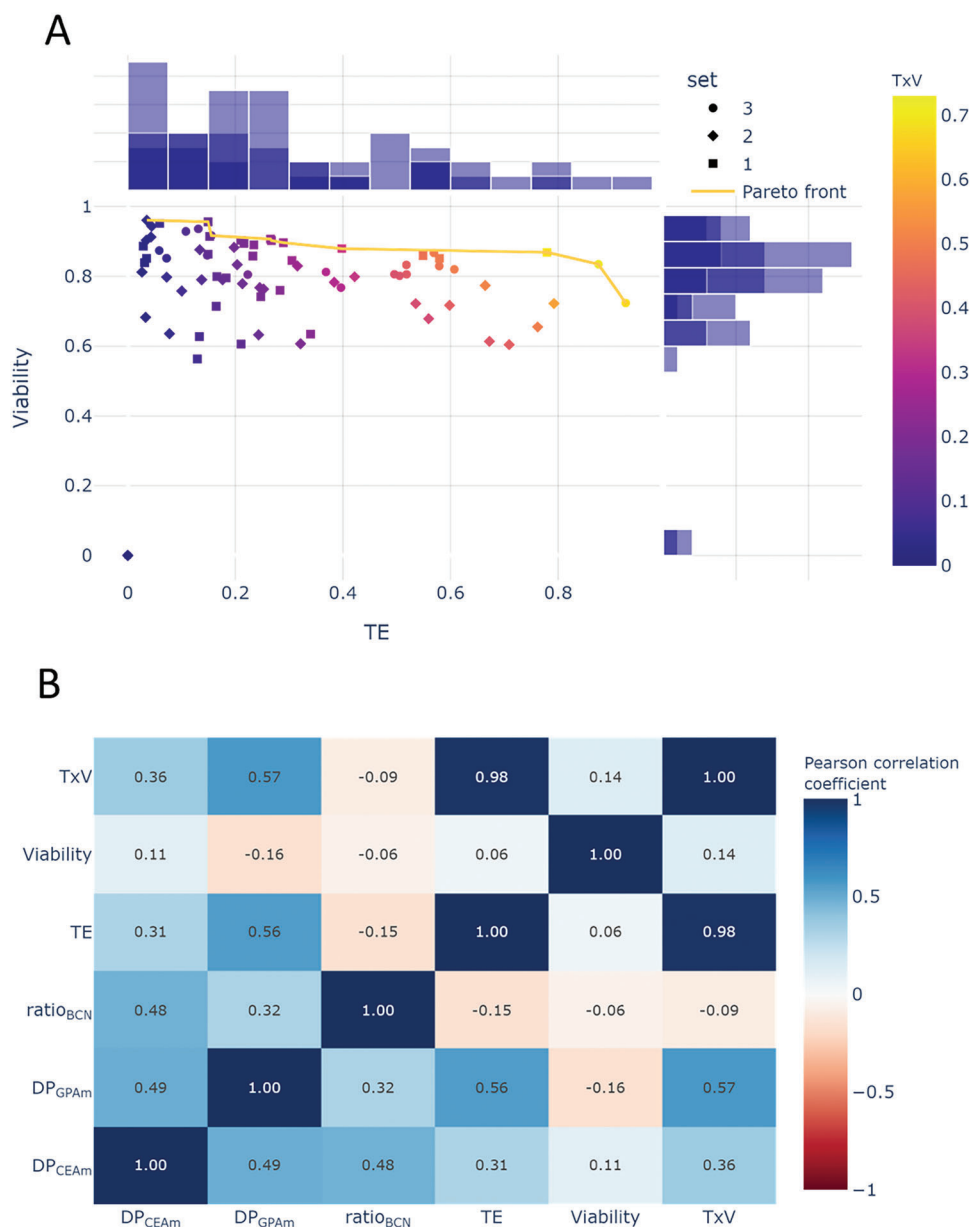 A
set
3
2
1
Pareto front
TxV
0.7
0.6
0.5
0.4
0.3
0.2
0.1
0
1
0.8
0.6
0.4
0.2
0
Viability
0 0.2 0.4 0.6 0.8
TE
B
TxV 0.36 0.57 -0.09 0.98 0.14 1.00
Viability 0.11 -0.16 -0.06 0.06 1.00 0.14
TE 0.31 0.56 -0.15 1.00 0.06 0.98
ratioBCN 0.48 0.32 1.00 -0.15 -0.06 -0.09
DPGPAm 0.49 1.00 0.32 0.56 -0.16 0.57
DPCEAm 1.00 0.49 0.48 0.31 0.11 0.36
DPCEAm DPGPAm ratioBCN TE Viability TxV
Pearson correlation
coefficient
1
0.5
0
−0.5
−1